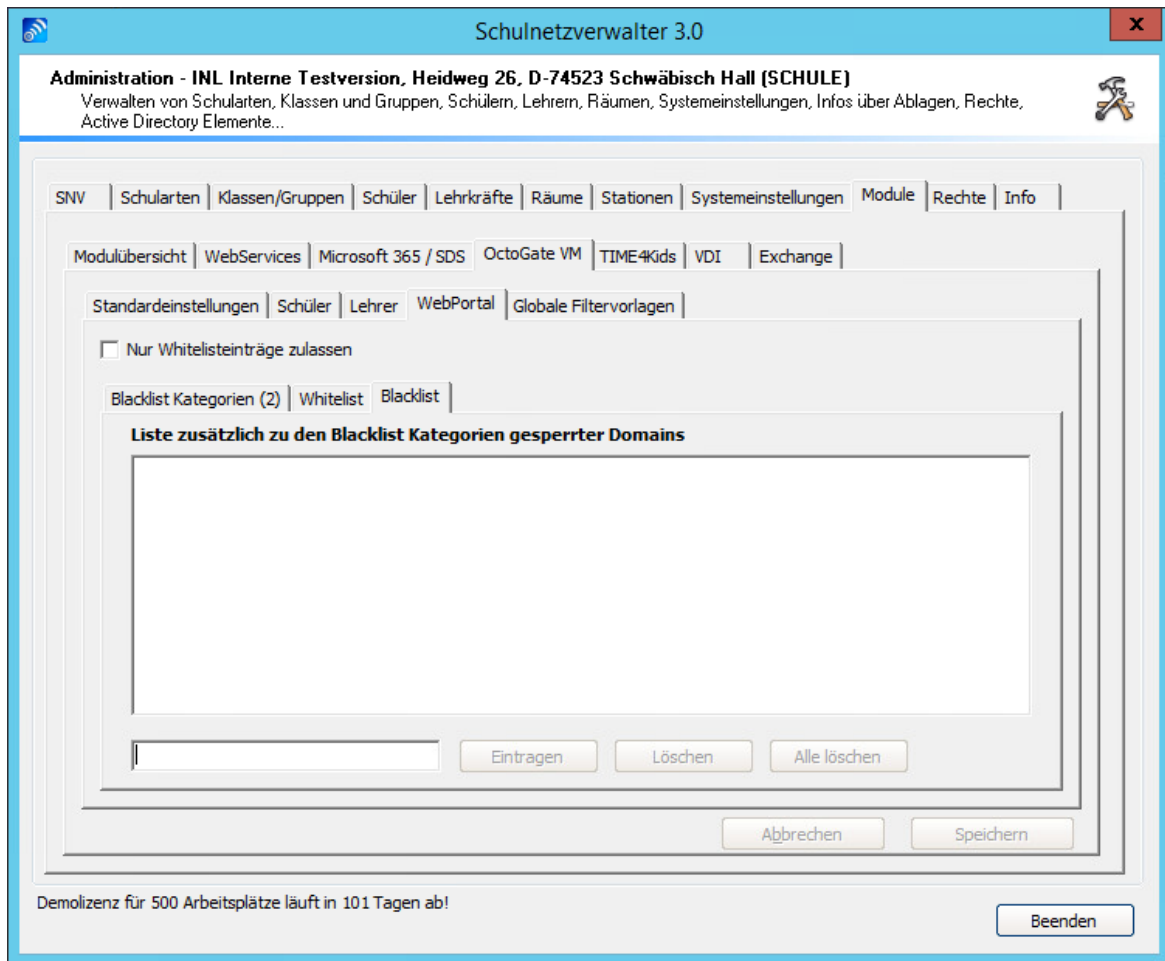 Schulnetzverwalter 3.0
x
Administration - INL Interne Testversion, Heidweg 26, D-74523 Schwäbisch Hall (SCHULE)
Verwalten von Schularten, Klassen und Gruppen, Schülern, Lehrern, Räumen, Systemeinstellungen, Infos über Ablagen, Rechte,
Active Directory Elemente...
SNV Schularten Klassen/Gruppen Schüler Lehrkräfte Räume Stationen Systemeinstellungen Module Rechte Info
Modulübersicht WebServices Microsoft 365 / SDS OctoGate VM TIME4Kids VDI Exchange
Standardeinstellungen Schüler Lehrer WebPortal Globale Filtervorlagen
Nur Whitelisteinträge zulassen
Blacklist Kategorien (2) Whitelist Blacklist
Liste zusätzlich zu den Blacklist Kategorien gesperrter Domains
Eintragen Löschen Alle löschen
Abbrechen Speichern
Demolizenz für 500 Arbeitsplätze läuft in 101 Tagen ab!
Beenden